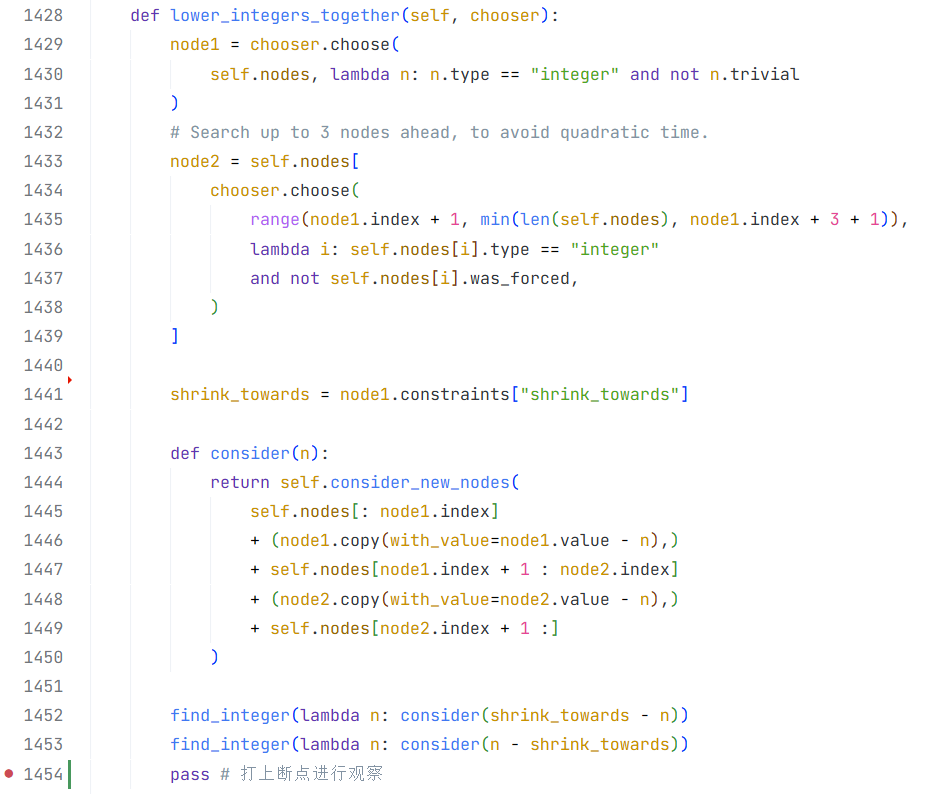 1428 def lower_integers_together(self, chooser):
1429 node1 = chooser.choose(
1430 self.nodes, lambda n: n.type == "integer" and not n.trivial
1431 )
1432 # Search up to 3 nodes ahead, to avoid quadratic time.
1433 node2 = self.nodes[
1434 chooser.choose(
1435 range(node1.index + 1, min(len(self.nodes), node1.index + 3 + 1)),
1436 lambda i: self.nodes[i].type == "integer"
1437 and not self.nodes[i].was_forced,
1438 )
1439 ]
1440
1441 shrink_towards = node1.constraints["shrink_towards"]
1442
1443 def consider(n):
1444 return self.consider_new_nodes(
1445 self.nodes[: node1.index]
1446 + (node1.copy(with_value=node1.value - n),)
1447 + self.nodes[node1.index + 1 : node2.index]
1448 + (node2.copy(with_value=node2.value - n),)
1449 + self.nodes[node2.index + 1 :]
1450 )
1451
1452 find_integer(lambda n: consider(shrink_towards - n))
1453 find_integer(lambda n: consider(n - shrink_towards))
1454 pass # 打上断点进行观察